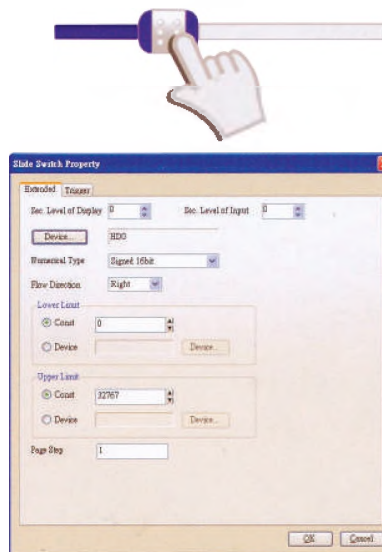 Slide Switch Property
Extended Trigger
Sec. Level of Display 0 Sec. Level of Input 0
Device... HD0
Numerical Type Signed 16bit
Flow Direction Right
Lower Limit
Const 0
Device Device...
Upper Limit
Const 32767
Device Device...
Page Step 1
OK Cancel